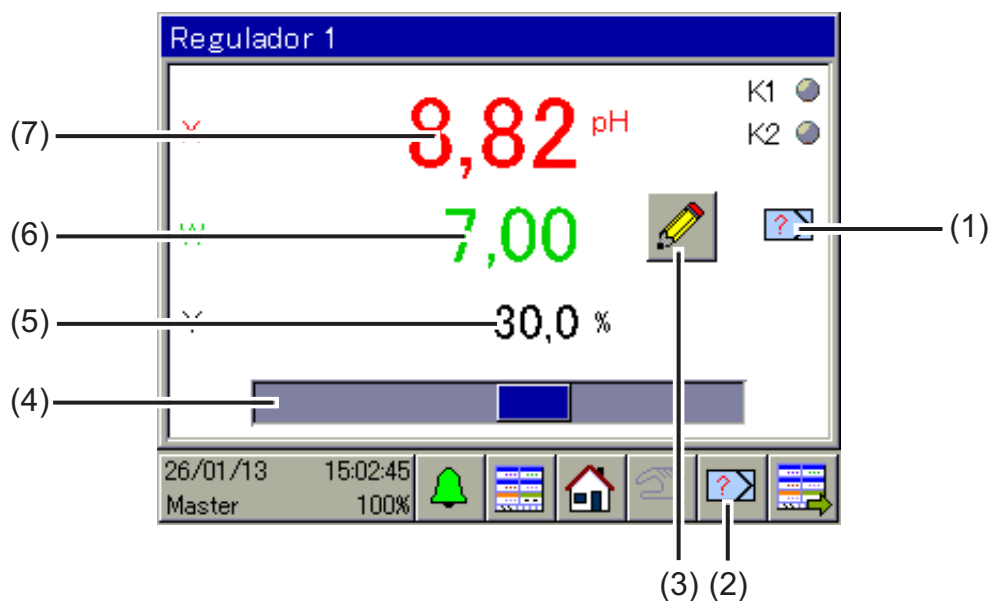 Regulador 1
K1
(7) X 8,82 pH
K2
(6) W 7,00 ? (1)
(5) Y 30,0 %
(4)
26/01/13 15:02:45
Master 100% ?
(3) (2)